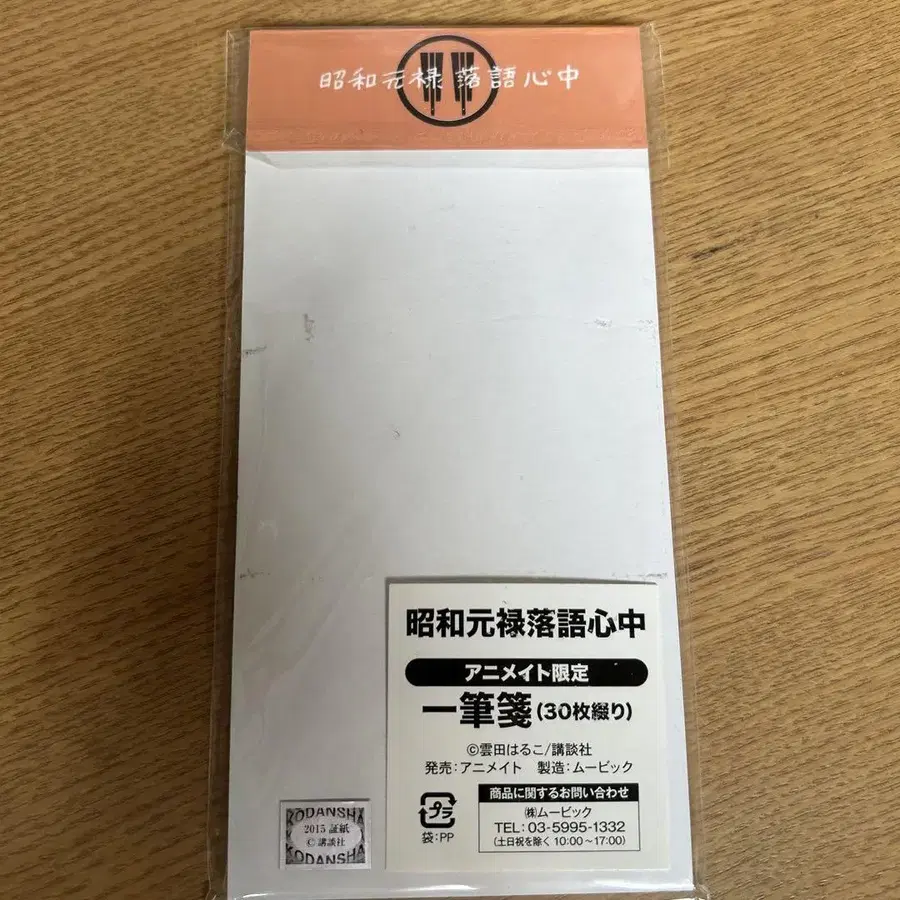 昭和元禄 落語心中
昭和元禄落語心中
アニメイト限定
一筆箋(30枚綴り)
©雲田はるこ/講談社
発売:アニメイト 製造:ムービック
プラ
袋:PP
商品に関するお問い合わせ
㈱ムービック
TEL:03-5995-1332
(土日祝を除く 10:00~17:00)
KODANSHA
2015 証紙
©講談社
KODANSHA